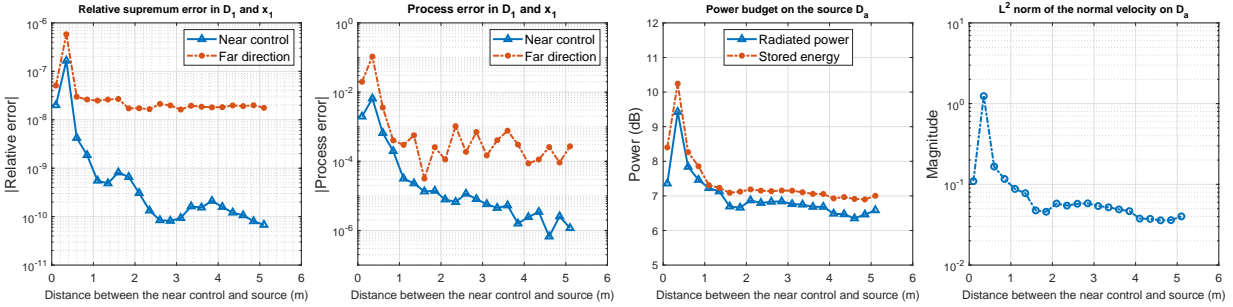 Relative supremum error in D₁ and x₁
|Relative error|
10⁻⁶
10⁻⁷
10⁻⁸
10⁻⁹
10⁻¹⁰
10⁻¹¹
Near control
Far direction
0 1 2 3 4 5 6
Distance between the near control and source (m)
Process error in D₁ and x₁
|Process error|
10⁰
10⁻²
10⁻⁴
10⁻⁶
Near control
Far direction
0 1 2 3 4 5 6
Distance between the near control and source (m)
Power budget on the source Dₐ
Power (dB)
12
11
10
9
8
7
6
5
Radiated power
Stored energy
0 1 2 3 4 5 6
Distance between the near control and source (m)
L² norm of the normal velocity on Dₐ
Magnitude
10¹
10⁰
10⁻¹
10⁻²
0 1 2 3 4 5 6
Distance between the near control and source (m)